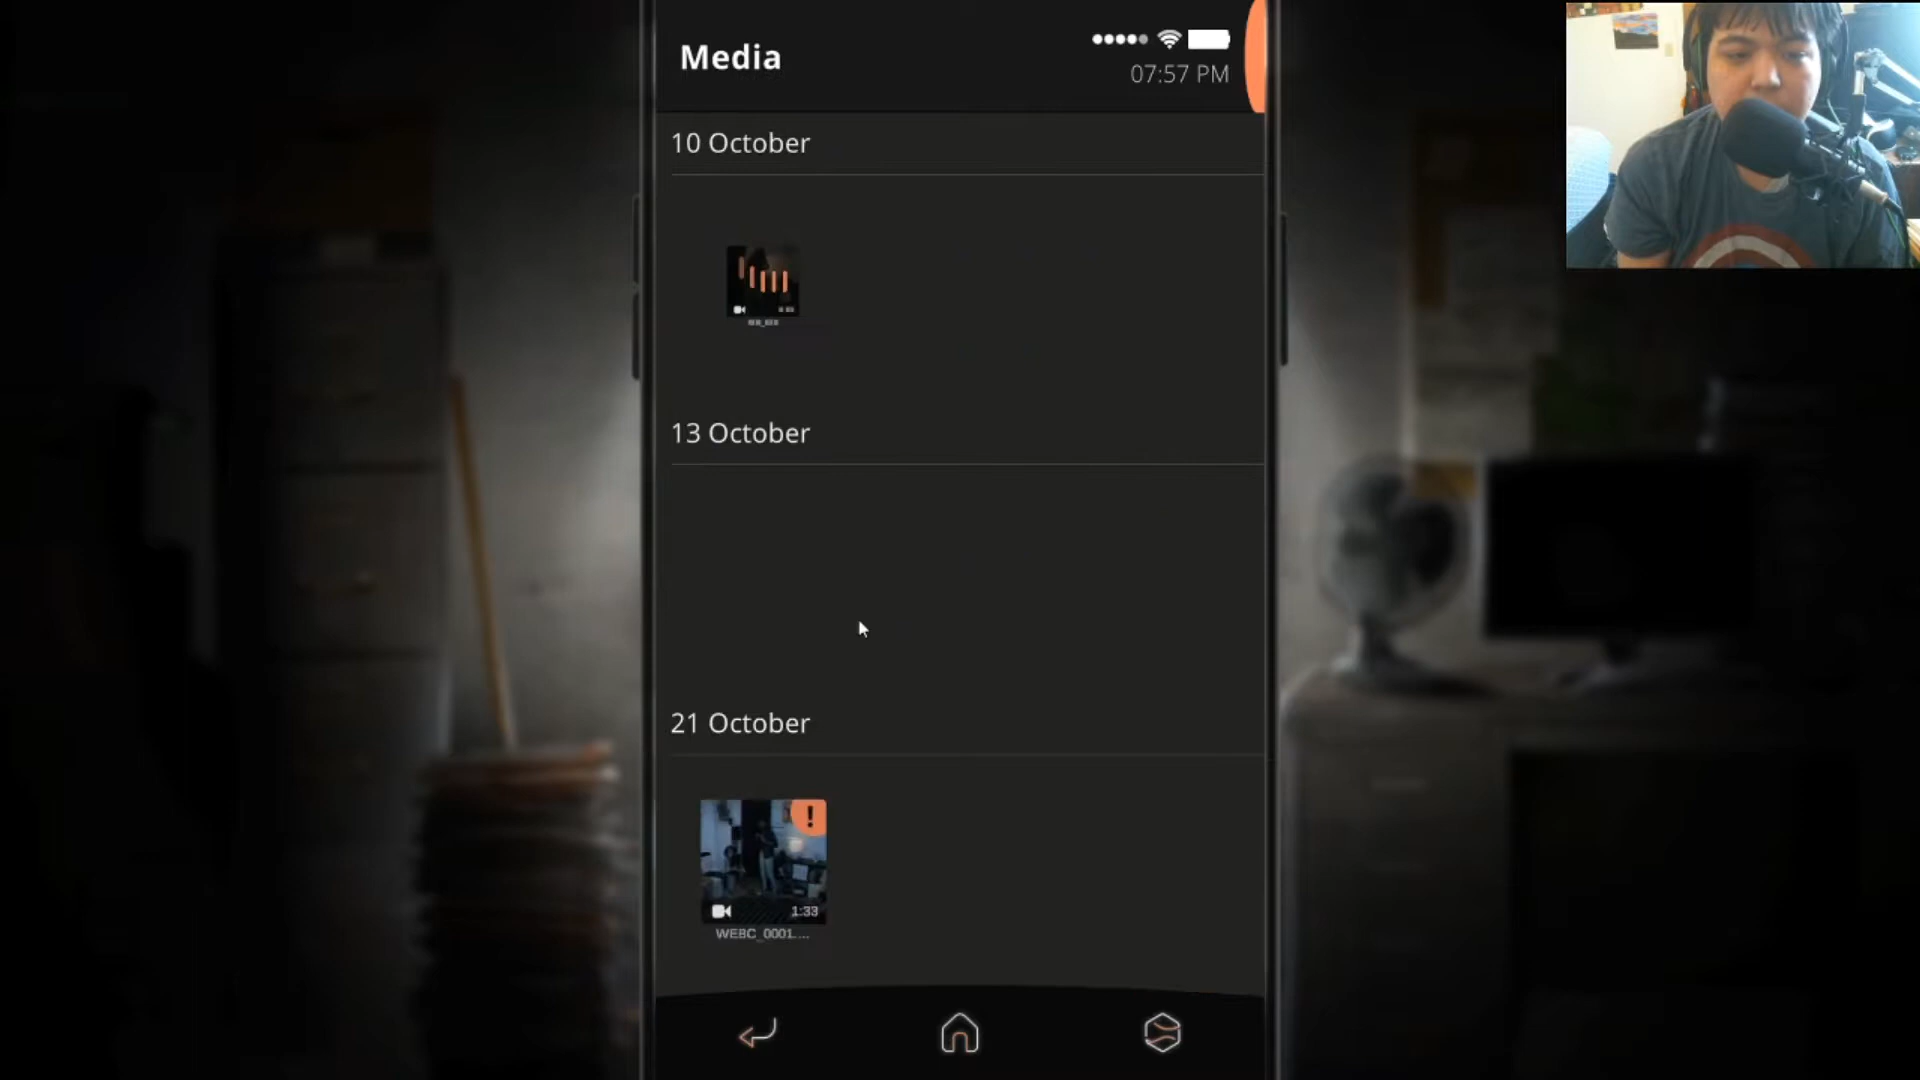 Media
07:57 PM
10 October
13 October
21 October
!
1:33
WEBC_0001....